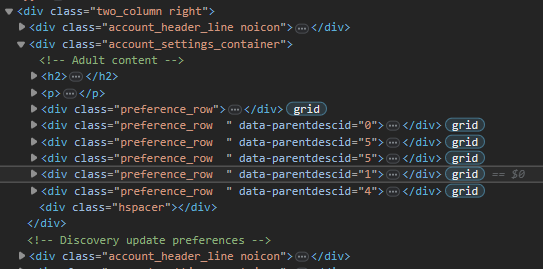 <div class="two_column right">
<div class="account_header_line noicon">…</div>
<div class="account_settings_container">
<!-- Adult content -->
<h2>…</h2>
<p>…</p>
<div class="preference_row">…</div> grid
<div class="preference_row  " data-parentdescid="0">…</div> grid
<div class="preference_row  " data-parentdescid="5">…</div> grid
<div class="preference_row  " data-parentdescid="5">…</div> grid
<div class="preference_row  " data-parentdescid="1">…</div> grid == $0
<div class="preference_row  " data-parentdescid="4">…</div> grid
<div class="hspacer"></div>
</div>
<!-- Discovery update preferences -->
<div class="account_header_line noicon">…</div>